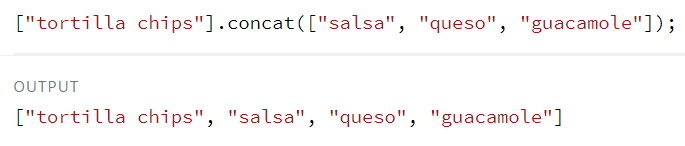 ["tortilla chips"].concat(["salsa", "queso", "guacamole"]);
OUTPUT
["tortilla chips", "salsa", "queso", "guacamole"]